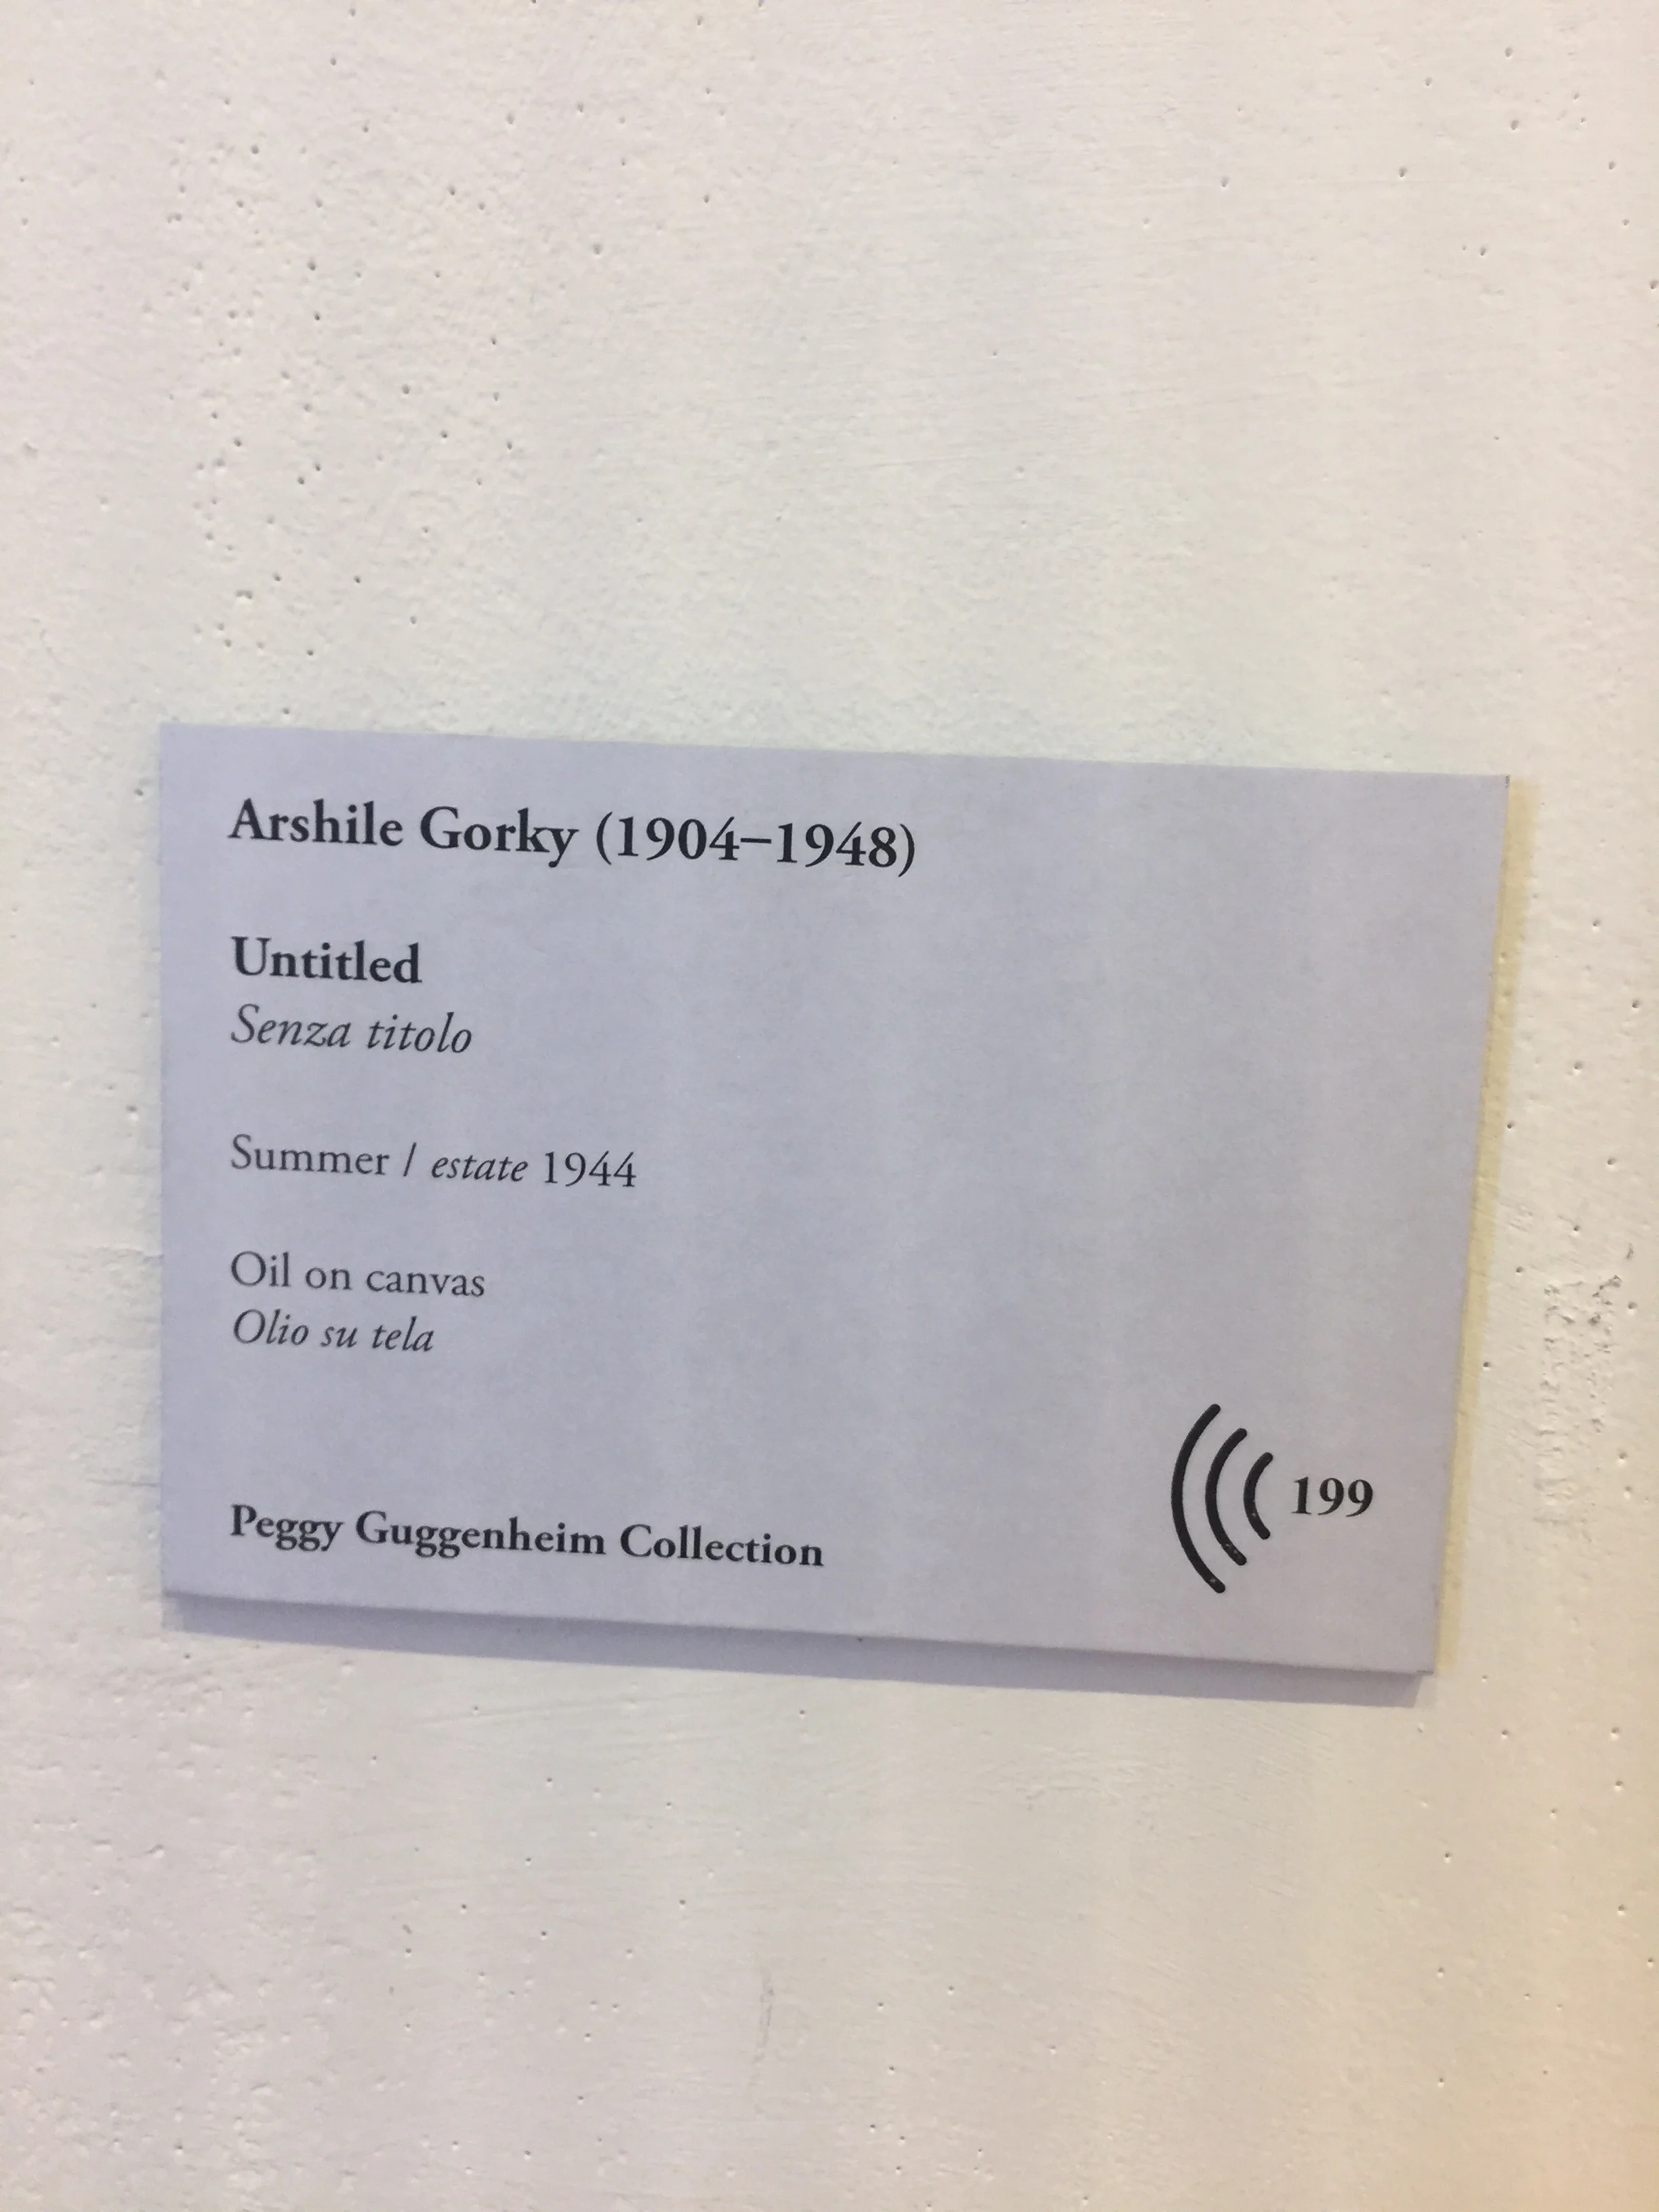 Arshile Gorky (1904–1948)
Untitled
Senza titolo
Summer / estate 1944
Oil on canvas
Olio su tela
199
Peggy Guggenheim Collection